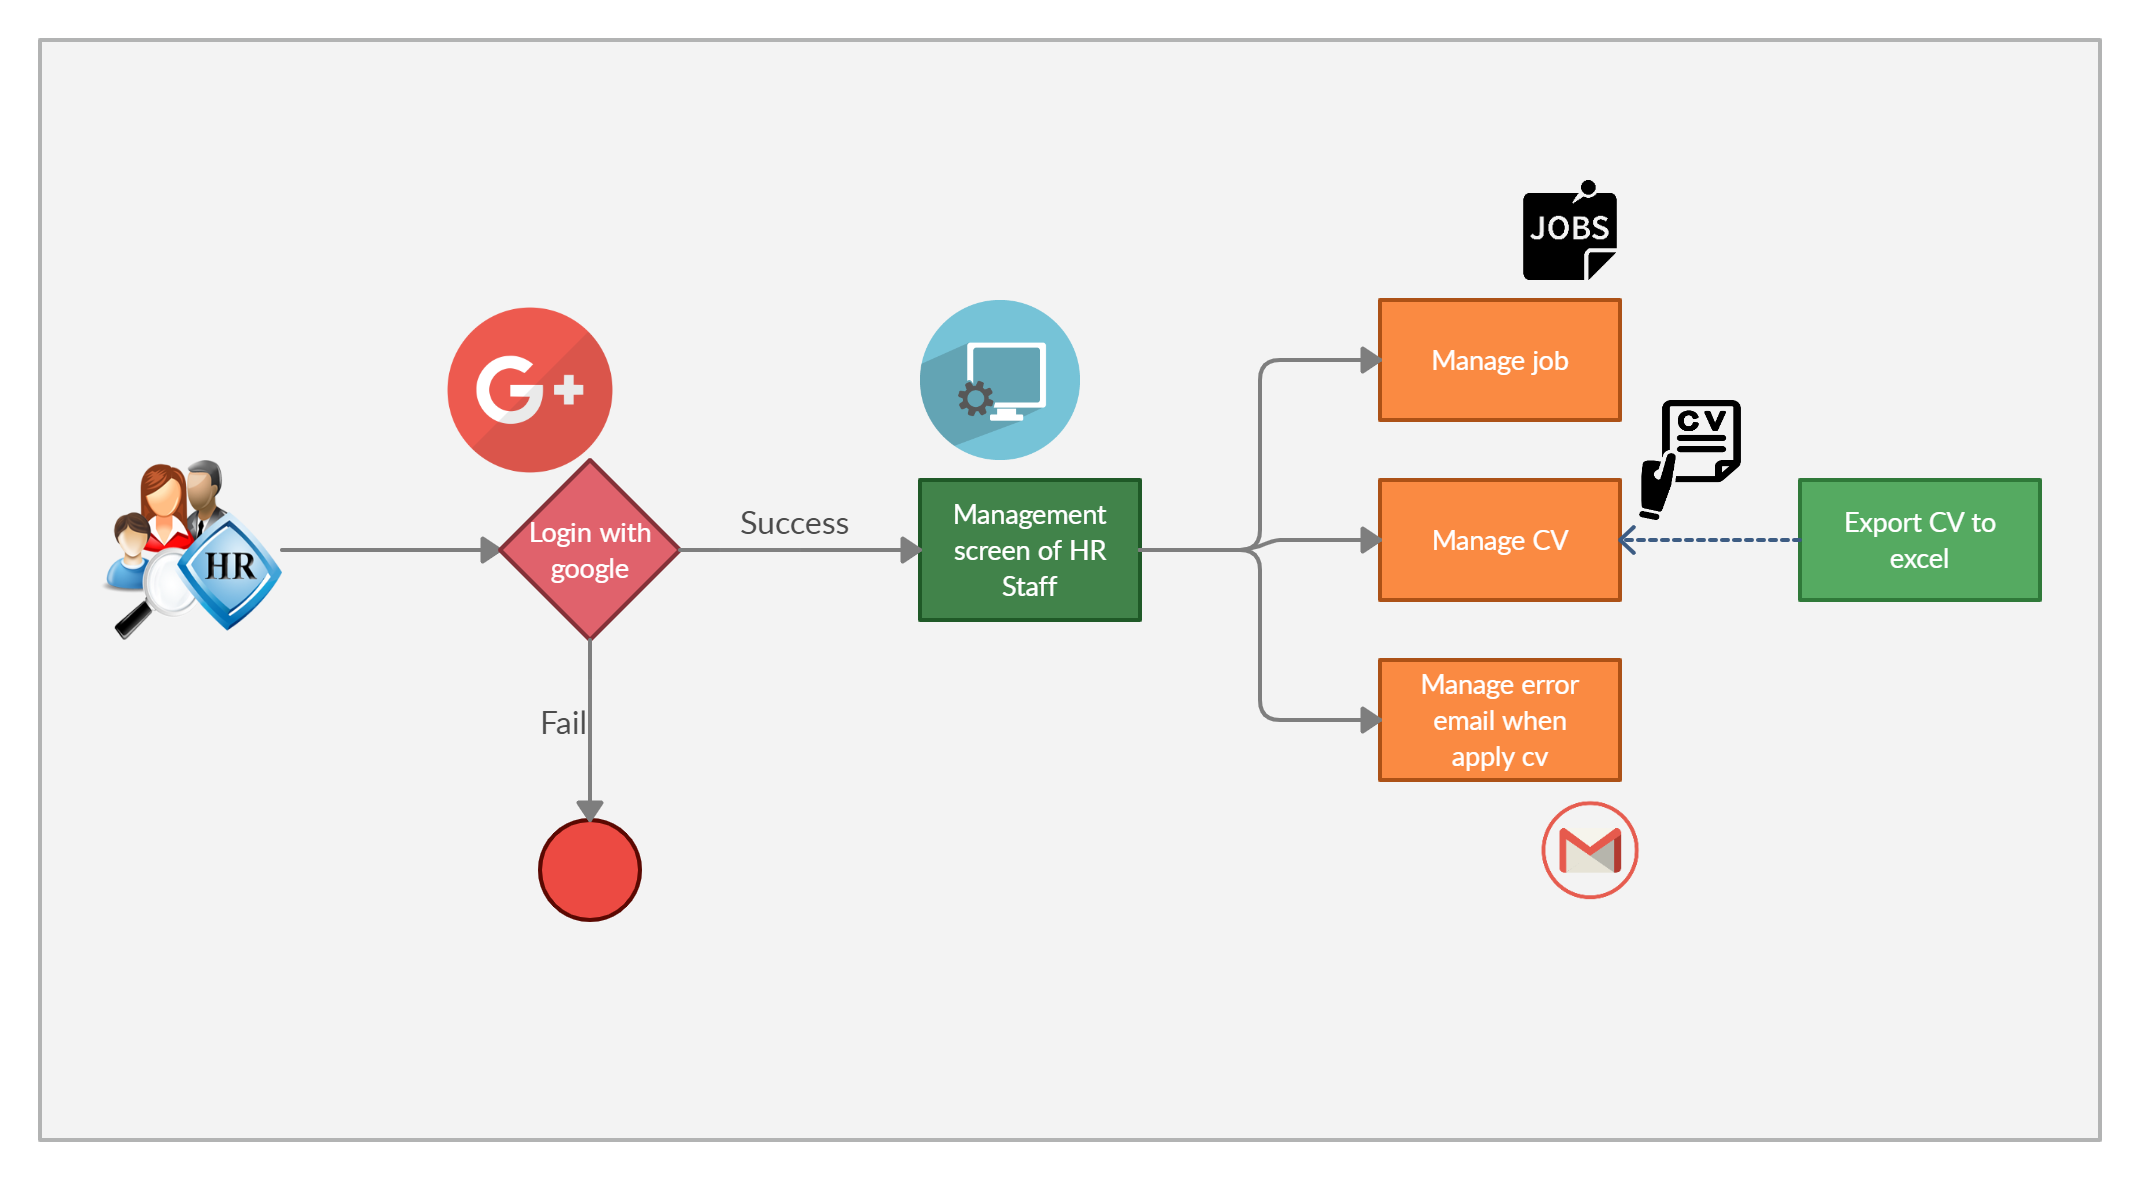 JOBS
G+
Manage job
CV
HR
Login with
google
Success
Management
screen of HR
Staff
Manage CV
Export CV to
excel
Fail
Manage error
email when
apply cv